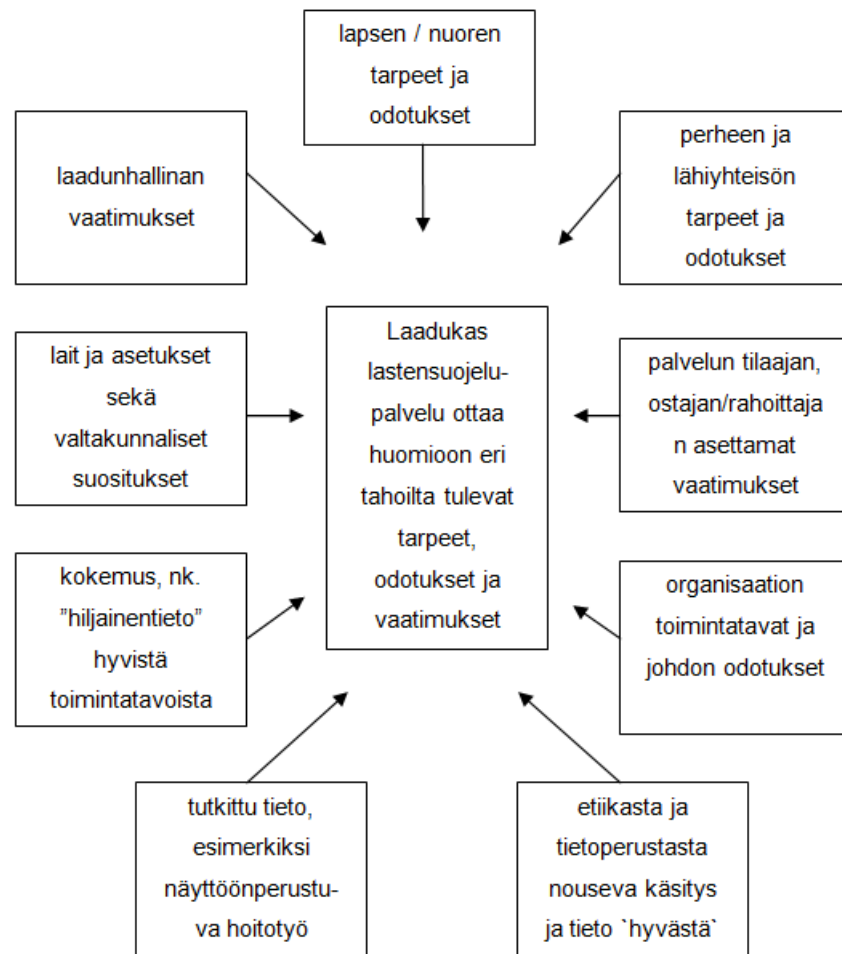 lapsen / nuoren
tarpeet ja
odotukset
laadunhallinan
vaatimukset
perheen ja
lähiyhteisön
tarpeet ja
odotukset
lait ja asetukset
sekä
valtakunnaliset
suositukset
Laadukas
lastensuojelu-
palvelu ottaa
huomioon eri
tahoilta tulevat
tarpeet,
odotukset ja
vaatimukset
palvelun tilaajan,
ostajan/rahoittaja
n asettamat
vaatimukset
kokemus, nk.
”hiljainentieto”
hyvistä
toimintatavoista
organisaation
toimintatavat ja
johdon odotukset
tutkittu tieto,
esimerkiksi
näyttöönperustu-
va hoitotyö
etiikasta ja
tietoperustasta
nouseva käsitys
ja tieto `hyvästä`